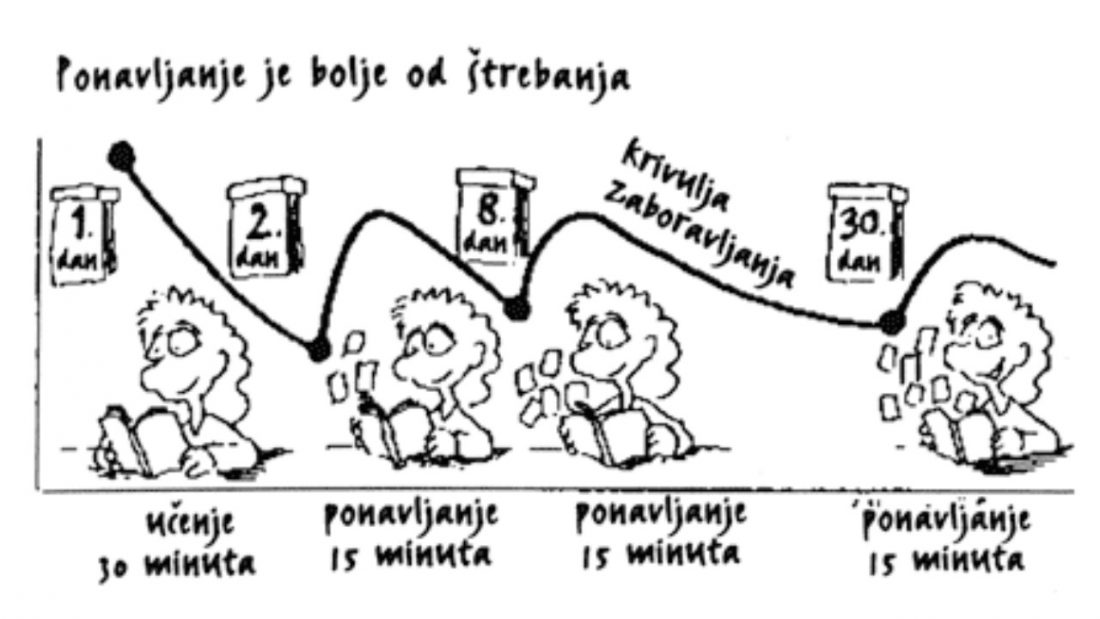 Ponavljanje je bolje od štrebanja
1.
dan
2.
dan
8.
dan
krivulja
zaboravljanja
30.
dan
učenje
30 minuta
ponavljanje
15 minuta
ponavljanje
15 minuta
ponavljanje
15 minuta